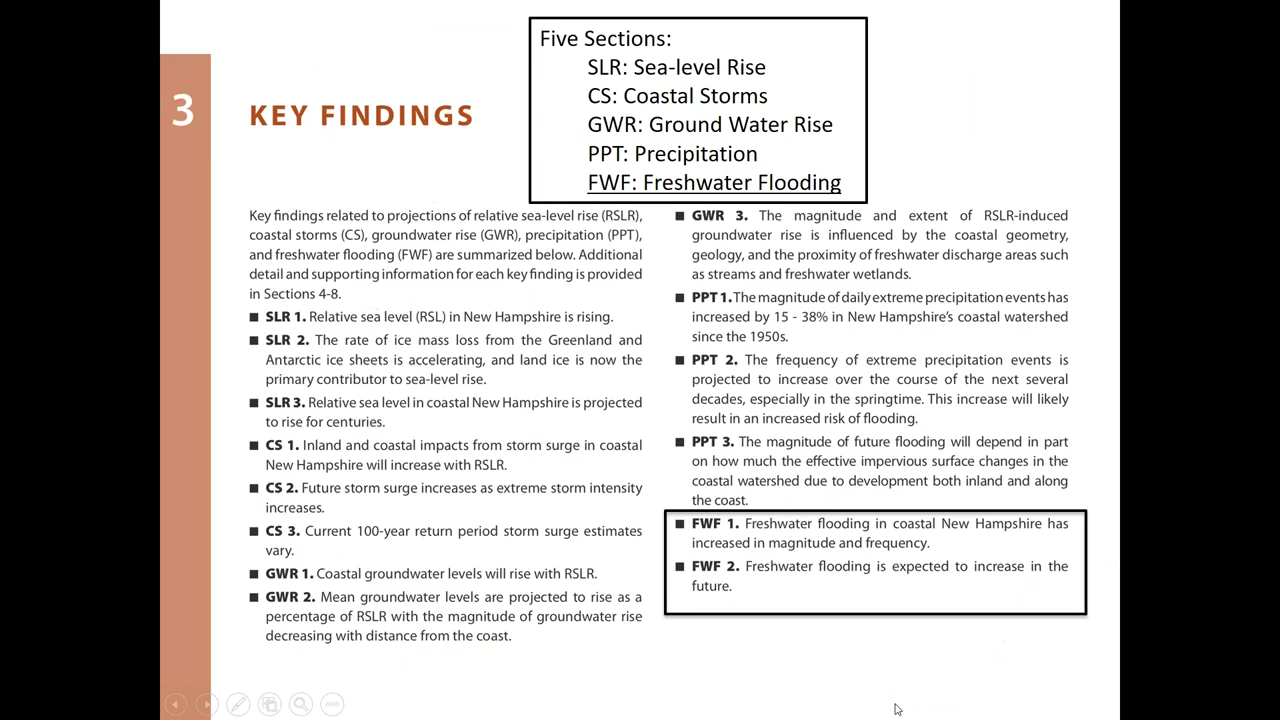 Five Sections:
SLR: Sea-level Rise
CS: Coastal Storms
GWR: Ground Water Rise
PPT: Precipitation
FWF: Freshwater Flooding
3
KEY FINDINGS
Key findings related to projections of relative sea-level rise (RSLR),
coastal storms (CS), groundwater rise (GWR), precipitation (PPT),
and freshwater flooding (FWF) are summarized below. Additional
detail and supporting information for each key finding is provided
in Sections 4-8.
■ SLR 1. Relative sea level (RSL) in New Hampshire is rising.
■ SLR 2. The rate of ice mass loss from the Greenland and
Antarctic ice sheets is accelerating, and land ice is now the
primary contributor to sea-level rise.
■ SLR 3. Relative sea level in coastal New Hampshire is projected
to rise for centuries.
■ CS 1. Inland and coastal impacts from storm surge in coastal
New Hampshire will increase with RSLR.
■ CS 2. Future storm surge increases as extreme storm intensity
increases.
■ CS 3. Current 100-year return period storm surge estimates
vary.
■ GWR 1. Coastal groundwater levels will rise with RSLR.
■ GWR 2. Mean groundwater levels are projected to rise as a
percentage of RSLR with the magnitude of groundwater rise
decreasing with distance from the coast.
■ GWR 3. The magnitude and extent of RSLR-induced
groundwater rise is influenced by the coastal geometry,
geology, and the proximity of freshwater discharge areas such
as streams and freshwater wetlands.
■ PPT 1. The magnitude of daily extreme precipitation events has
increased by 15 - 38% in New Hampshire's coastal watershed
since the 1950s.
■ PPT 2. The frequency of extreme precipitation events is
projected to increase over the course of the next several
decades, especially in the springtime. This increase will likely
result in an increased risk of flooding.
■ PPT 3. The magnitude of future flooding will depend in part
on how much the effective impervious surface changes in the
coastal watershed due to development both inland and along
the coast.
■ FWF 1. Freshwater flooding in coastal New Hampshire has
increased in magnitude and frequency.
■ FWF 2. Freshwater flooding is expected to increase in the
future.